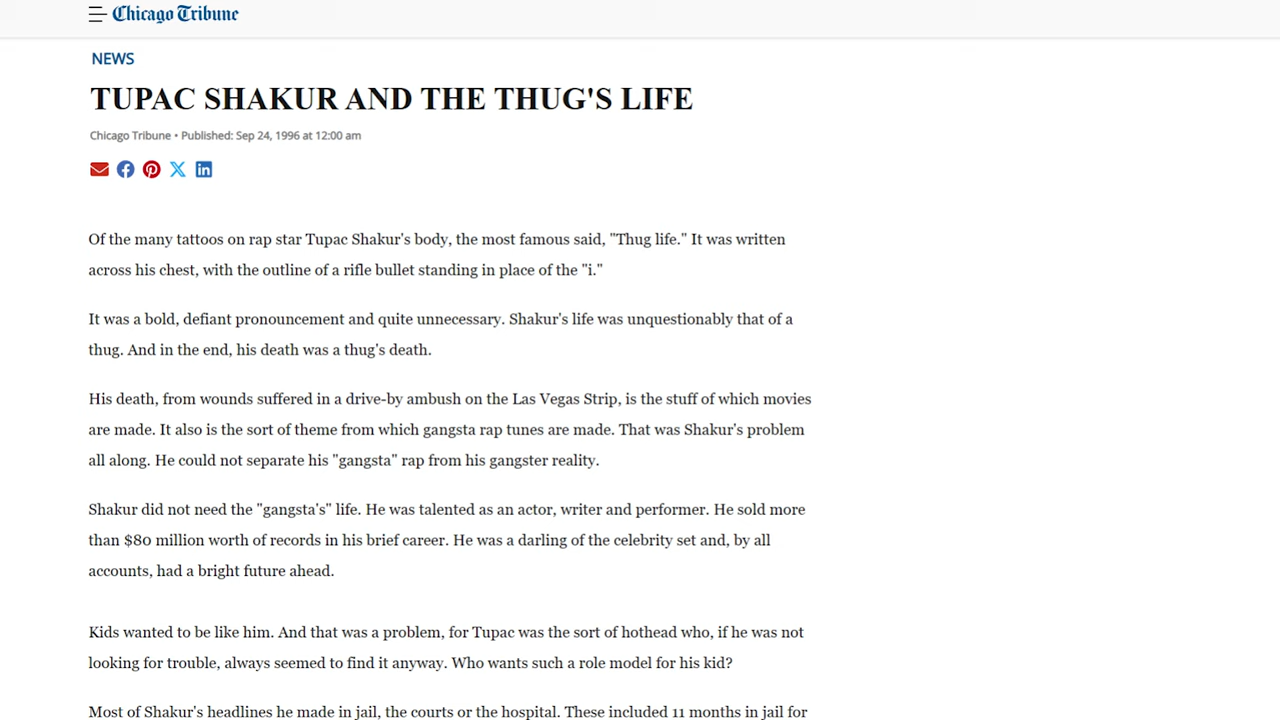 Chicago Tribune
NEWS
TUPAC SHAKUR AND THE THUG'S LIFE
Chicago Tribune • Published: Sep 24, 1996 at 12:00 am
Of the many tattoos on rap star Tupac Shakur's body, the most famous said, "Thug life." It was written
across his chest, with the outline of a rifle bullet standing in place of the "i."
It was a bold, defiant pronouncement and quite unnecessary. Shakur's life was unquestionably that of a
thug. And in the end, his death was a thug's death.
His death, from wounds suffered in a drive-by ambush on the Las Vegas Strip, is the stuff of which movies
are made. It also is the sort of theme from which gangsta rap tunes are made. That was Shakur's problem
all along. He could not separate his "gangsta" rap from his gangster reality.
Shakur did not need the "gangsta's" life. He was talented as an actor, writer and performer. He sold more
than $80 million worth of records in his brief career. He was a darling of the celebrity set and, by all
accounts, had a bright future ahead.
Kids wanted to be like him. And that was a problem, for Tupac was the sort of hothead who, if he was not
looking for trouble, always seemed to find it anyway. Who wants such a role model for his kid?
Most of Shakur's headlines he made in jail, the courts or the hospital. These included 11 months in jail for